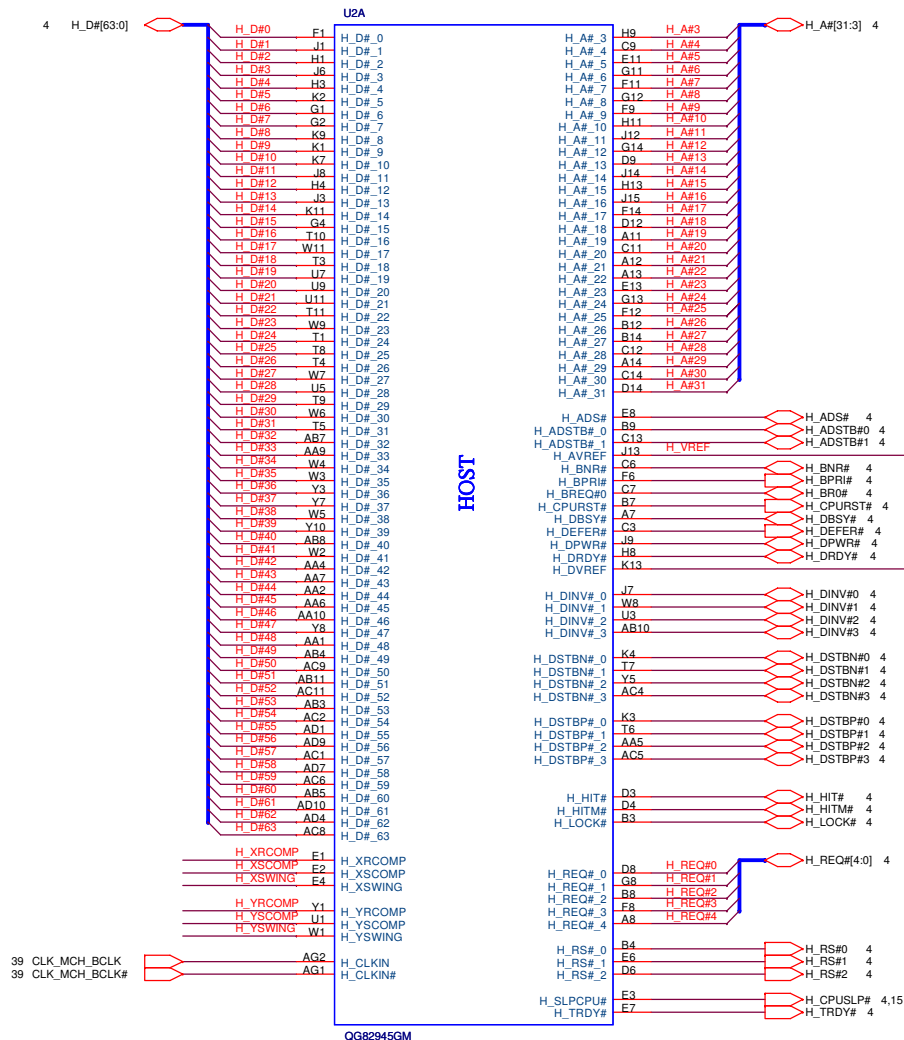 U2A
4 H_D#[63:0]
H_D#0 F1 H_D#_0
H_D#1 J1 H_D#_1
H_D#2 H1 H_D#_2
H_D#3 J6 H_D#_3
H_D#4 H3 H_D#_4
H_D#5 K2 H_D#_5
H_D#6 G1 H_D#_6
H_D#7 G2 H_D#_7
H_D#8 K9 H_D#_8
H_D#9 K1 H_D#_9
H_D#10 K7 H_D#_10
H_D#11 J8 H_D#_11
H_D#12 H4 H_D#_12
H_D#13 J3 H_D#_13
H_D#14 K11 H_D#_14
H_D#15 G4 H_D#_15
H_D#16 T10 H_D#_16
H_D#17 W11 H_D#_17
H_D#18 T3 H_D#_18
H_D#19 U7 H_D#_19
H_D#20 U9 H_D#_20
H_D#21 U11 H_D#_21
H_D#22 T11 H_D#_22
H_D#23 W9 H_D#_23
H_D#24 T1 H_D#_24
H_D#25 T8 H_D#_25
H_D#26 T4 H_D#_26
H_D#27 W7 H_D#_27
H_D#28 U5 H_D#_28
H_D#29 T9 H_D#_29
H_D#30 W6 H_D#_30
H_D#31 T5 H_D#_31
H_D#32 AB7 H_D#_32
H_D#33 AA9 H_D#_33
H_D#34 W4 H_D#_34
H_D#35 W3 H_D#_35
H_D#36 Y3 H_D#_36
H_D#37 Y7 H_D#_37
H_D#38 W5 H_D#_38
H_D#39 Y10 H_D#_39
H_D#40 AB8 H_D#_40
H_D#41 W2 H_D#_41
H_D#42 AA4 H_D#_42
H_D#43 AA7 H_D#_43
H_D#44 AA2 H_D#_44
H_D#45 AA6 H_D#_45
H_D#46 AA10 H_D#_46
H_D#47 Y8 H_D#_47
H_D#48 AA1 H_D#_48
H_D#49 AB4 H_D#_49
H_D#50 AC9 H_D#_50
H_D#51 AB11 H_D#_51
H_D#52 AC11 H_D#_52
H_D#53 AB3 H_D#_53
H_D#54 AC2 H_D#_54
H_D#55 AD1 H_D#_55
H_D#56 AD9 H_D#_56
H_D#57 AC1 H_D#_57
H_D#58 AD7 H_D#_58
H_D#59 AC6 H_D#_59
H_D#60 AB5 H_D#_60
H_D#61 AD10 H_D#_61
H_D#62 AD4 H_D#_62
H_D#63 AC8 H_D#_63
H_XRCOMP E1 H_XRCOMP
H_XSCOMP E2 H_XSCOMP
H_XSWING E4 H_XSWING
H_YRCOMP Y1 H_YRCOMP
H_YSCOMP U1 H_YSCOMP
H_YSWING W1 H_YSWING
39 CLK_MCH_BCLK AG2 H_CLKIN
39 CLK_MCH_BCLK# AG1 H_CLKIN#
HOST
H_A#[31:3] 4
H_A#_3 H9 H_A#3
H_A#_4 C9 H_A#4
H_A#_5 E11 H_A#5
H_A#_6 G11 H_A#6
H_A#_7 F11 H_A#7
H_A#_8 G12 H_A#8
H_A#_9 F9 H_A#9
H_A#_10 H11 H_A#10
H_A#_11 J12 H_A#11
H_A#_12 G14 H_A#12
H_A#_13 D9 H_A#13
H_A#_14 J14 H_A#14
H_A#_15 H13 H_A#15
H_A#_16 J15 H_A#16
H_A#_17 F14 H_A#17
H_A#_18 D12 H_A#18
H_A#_19 A11 H_A#19
H_A#_20 C11 H_A#20
H_A#_21 A12 H_A#21
H_A#_22 A13 H_A#22
H_A#_23 E13 H_A#23
H_A#_24 G13 H_A#24
H_A#_25 F12 H_A#25
H_A#_26 B12 H_A#26
H_A#_27 B14 H_A#27
H_A#_28 C12 H_A#28
H_A#_29 A14 H_A#29
H_A#_30 C14 H_A#30
H_A#_31 D14 H_A#31
H_ADS# E8 H_ADS# 4
H_ADSTB#_0 B9 H_ADSTB#0 4
H_ADSTB#_1 C13 H_ADSTB#1 4
H_AVREF J13 H_VREF
H_BNR# C6 H_BNR# 4
H_BPRI# F6 H_BPRI# 4
H_BREQ#0 C7 H_BR0# 4
H_CPURST# B7 H_CPURST# 4
H_DBSY# A7 H_DBSY# 4
H_DEFER# C3 H_DEFER# 4
H_DPWR# J9 H_DPWR# 4
H_DRDY# H8 H_DRDY# 4
H_DVREF K13
H_DINV#_0 J7 H_DINV#0 4
H_DINV#_1 W8 H_DINV#1 4
H_DINV#_2 U3 H_DINV#2 4
H_DINV#_3 AB10 H_DINV#3 4
H_DSTBN#_0 K4 H_DSTBN#0 4
H_DSTBN#_1 T7 H_DSTBN#1 4
H_DSTBN#_2 Y5 H_DSTBN#2 4
H_DSTBN#_3 AC4 H_DSTBN#3 4
H_DSTBP#_0 K3 H_DSTBP#0 4
H_DSTBP#_1 T6 H_DSTBP#1 4
H_DSTBP#_2 AA5 H_DSTBP#2 4
H_DSTBP#_3 AC5 H_DSTBP#3 4
H_HIT# D3 H_HIT# 4
H_HITM# D4 H_HITM# 4
H_LOCK# B3 H_LOCK# 4
H_REQ#[4:0] 4
H_REQ#_0 D8 H_REQ#0
H_REQ#_1 G8 H_REQ#1
H_REQ#_2 B8 H_REQ#2
H_REQ#_3 F8 H_REQ#3
H_REQ#_4 A8 H_REQ#4
H_RS#_0 B4 H_RS#0 4
H_RS#_1 E6 H_RS#1 4
H_RS#_2 D6 H_RS#2 4
H_SLPCPU# E3 H_CPUSLP# 4,15
H_TRDY# E7 H_TRDY# 4
QG82945GM